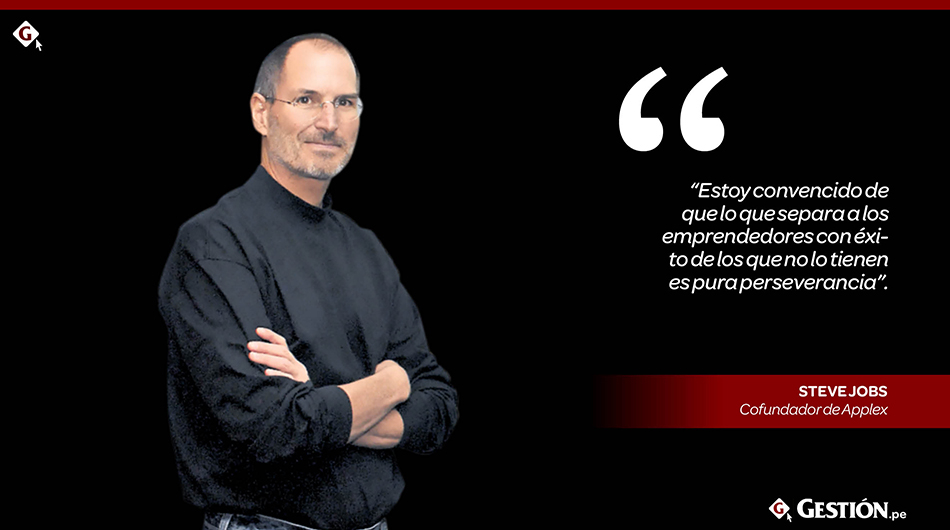 G
“Estoy convencido de
que lo que separa a los
emprendedores con éxi-
to de los que no lo tienen
es pura perseverancia”.
STEVE JOBS
Cofundador de Applex
G GESTIÓN.pe